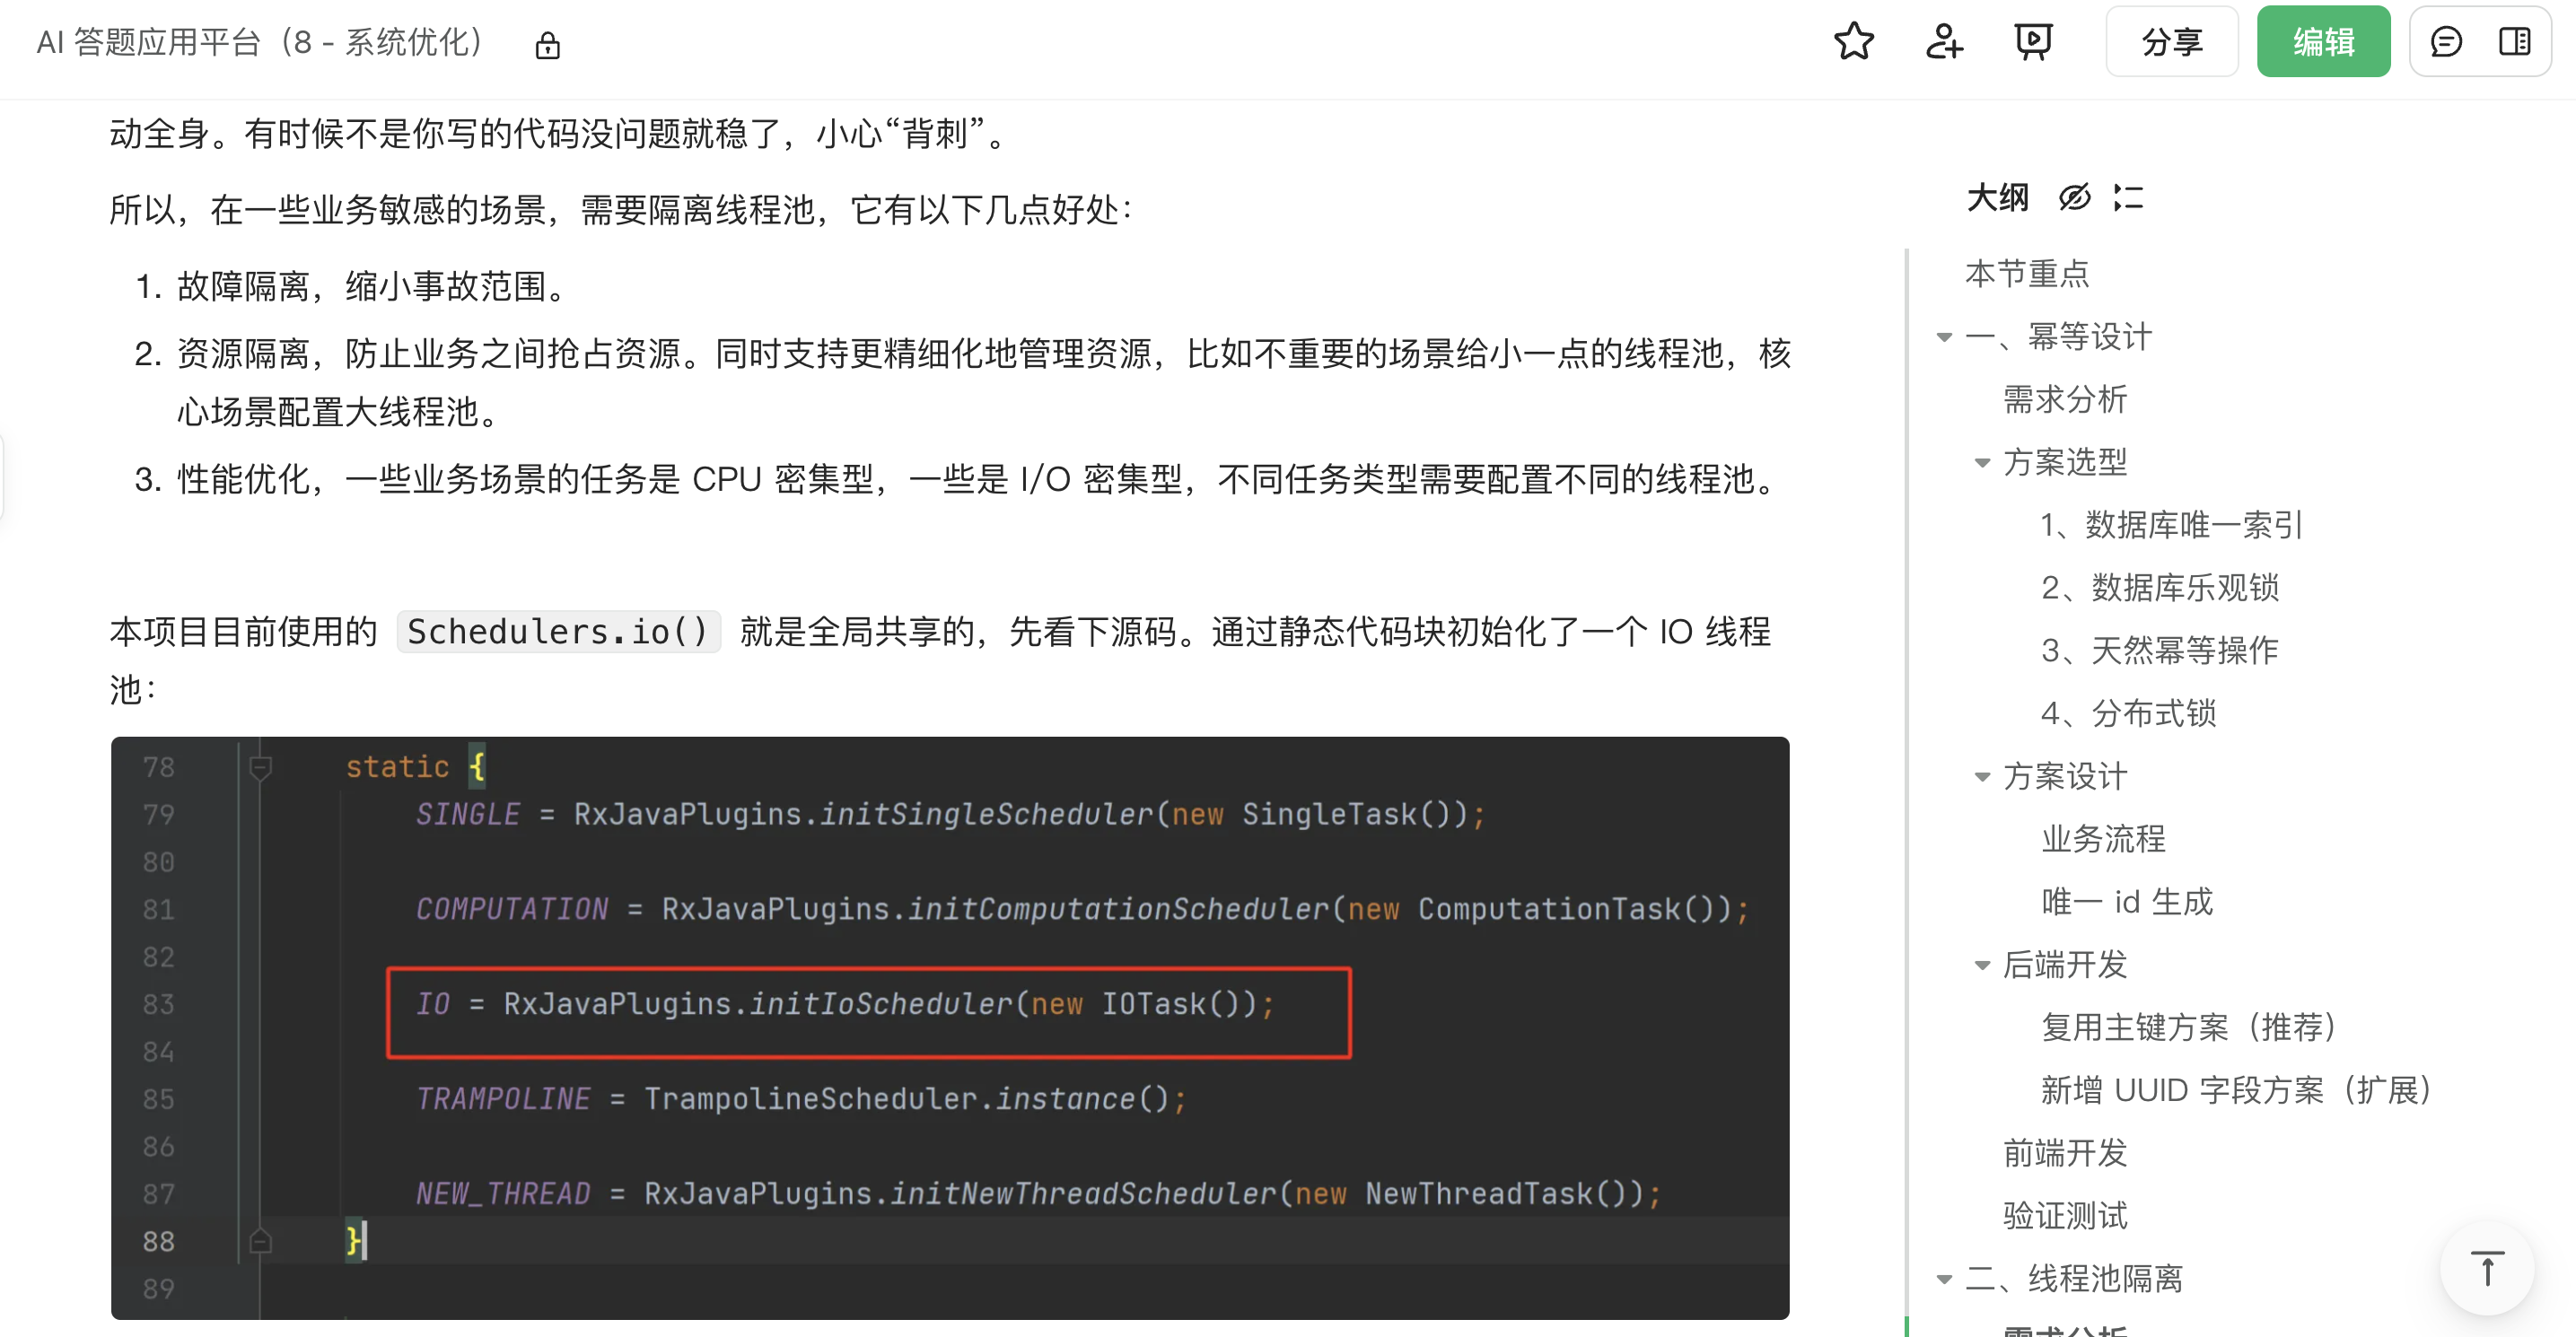 AI 答题应用平台（8 - 系统优化）
分享
编辑
动全身。有时候不是你写的代码没问题就稳了，小心“背刺”。
所以，在一些业务敏感的场景，需要隔离线程池，它有以下几点好处：
1. 故障隔离，缩小事故范围。
2. 资源隔离，防止业务之间抢占资源。同时支持更精细化地管理资源，比如不重要的场景给小一点的线程池，核
心场景配置大线程池。
3. 性能优化，一些业务场景的任务是 CPU 密集型，一些是 I/O 密集型，不同任务类型需要配置不同的线程池。
本项目目前使用的 Schedulers.io() 就是全局共享的，先看下源码。通过静态代码块初始化了一个 IO 线程
池：
78 static {
79 SINGLE = RxJavaPlugins.initSingleScheduler(new SingleTask());
80
81 COMPUTATION = RxJavaPlugins.initComputationScheduler(new ComputationTask());
82
83 IO = RxJavaPlugins.initIoScheduler(new IOTask());
84
85 TRAMPOLINE = TrampolineScheduler.instance();
86
87 NEW_THREAD = RxJavaPlugins.initNewThreadScheduler(new NewThreadTask());
88 }
89
大纲
本节重点
一、幂等设计
需求分析
方案选型
1、数据库唯一索引
2、数据库乐观锁
3、天然幂等操作
4、分布式锁
方案设计
业务流程
唯一 id 生成
后端开发
复用主键方案（推荐）
新增 UUID 字段方案（扩展）
前端开发
验证测试
二、线程池隔离
需求分析